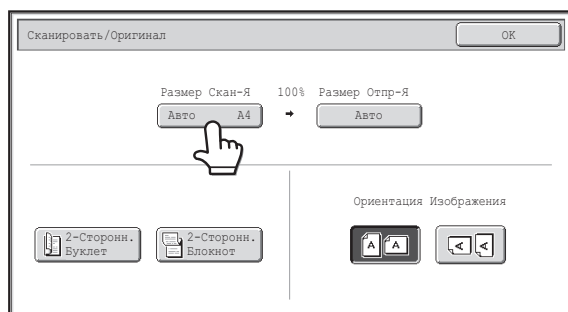 Сканировать/Оригинал OK
Размер Скан-Я 100% Размер Отпр-Я
Авто A4 Авто
Ориентация Изображения
2-Сторонн. Буклет
2-Сторонн. Блокнот
A A A A